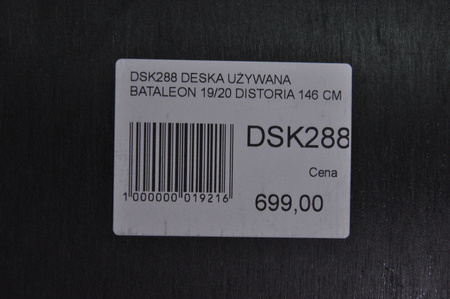 DSK288 DESKA UŻYWANA
BATALEON 19/20 DISTORIA 146 CM
DSK288
Cena
1 000000 019216
699,00